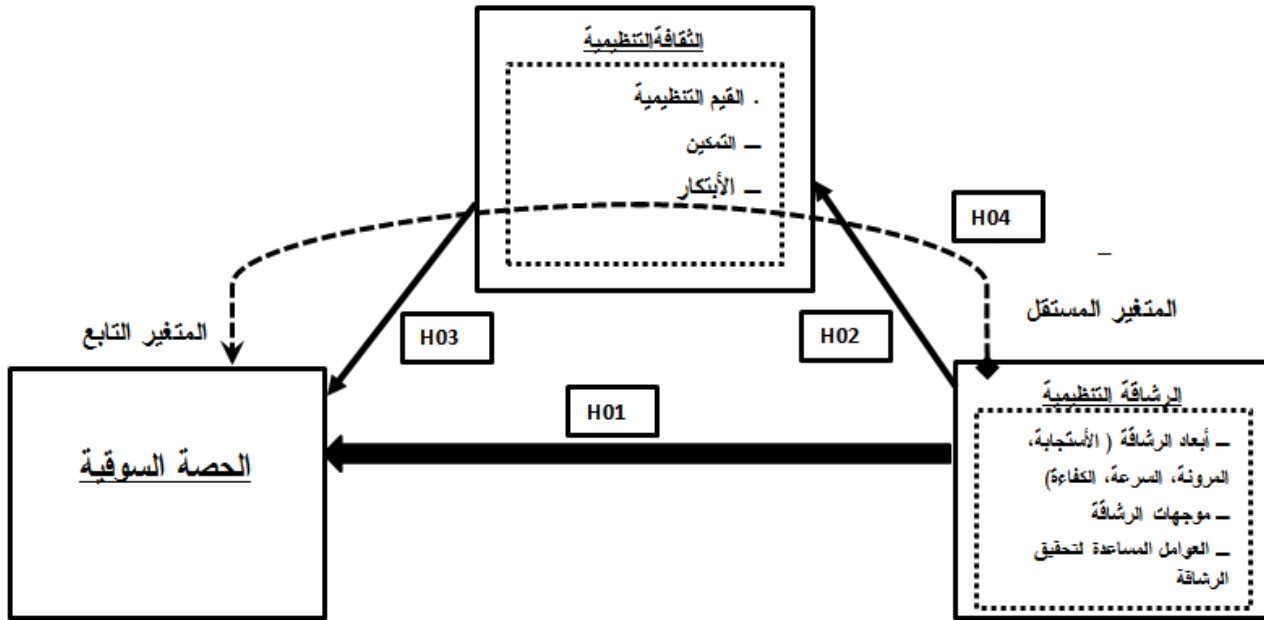 الثقافةالتنظيمية
. القيم التنظيمية
ــ التمكين
ــ الأبتكار
H04
–
المتغير المستقل
المتغير التابع
H03
H02
H01
الحصة السوقية
الرشاقة التنظيمية
ــ أبعاد الرشاقة ( الأستجابة،
المرونة، السرعة، الكفاءة)
ــ موجهات الرشاقة
ــ العوامل المساعدة لتحقيق
الرشاقة